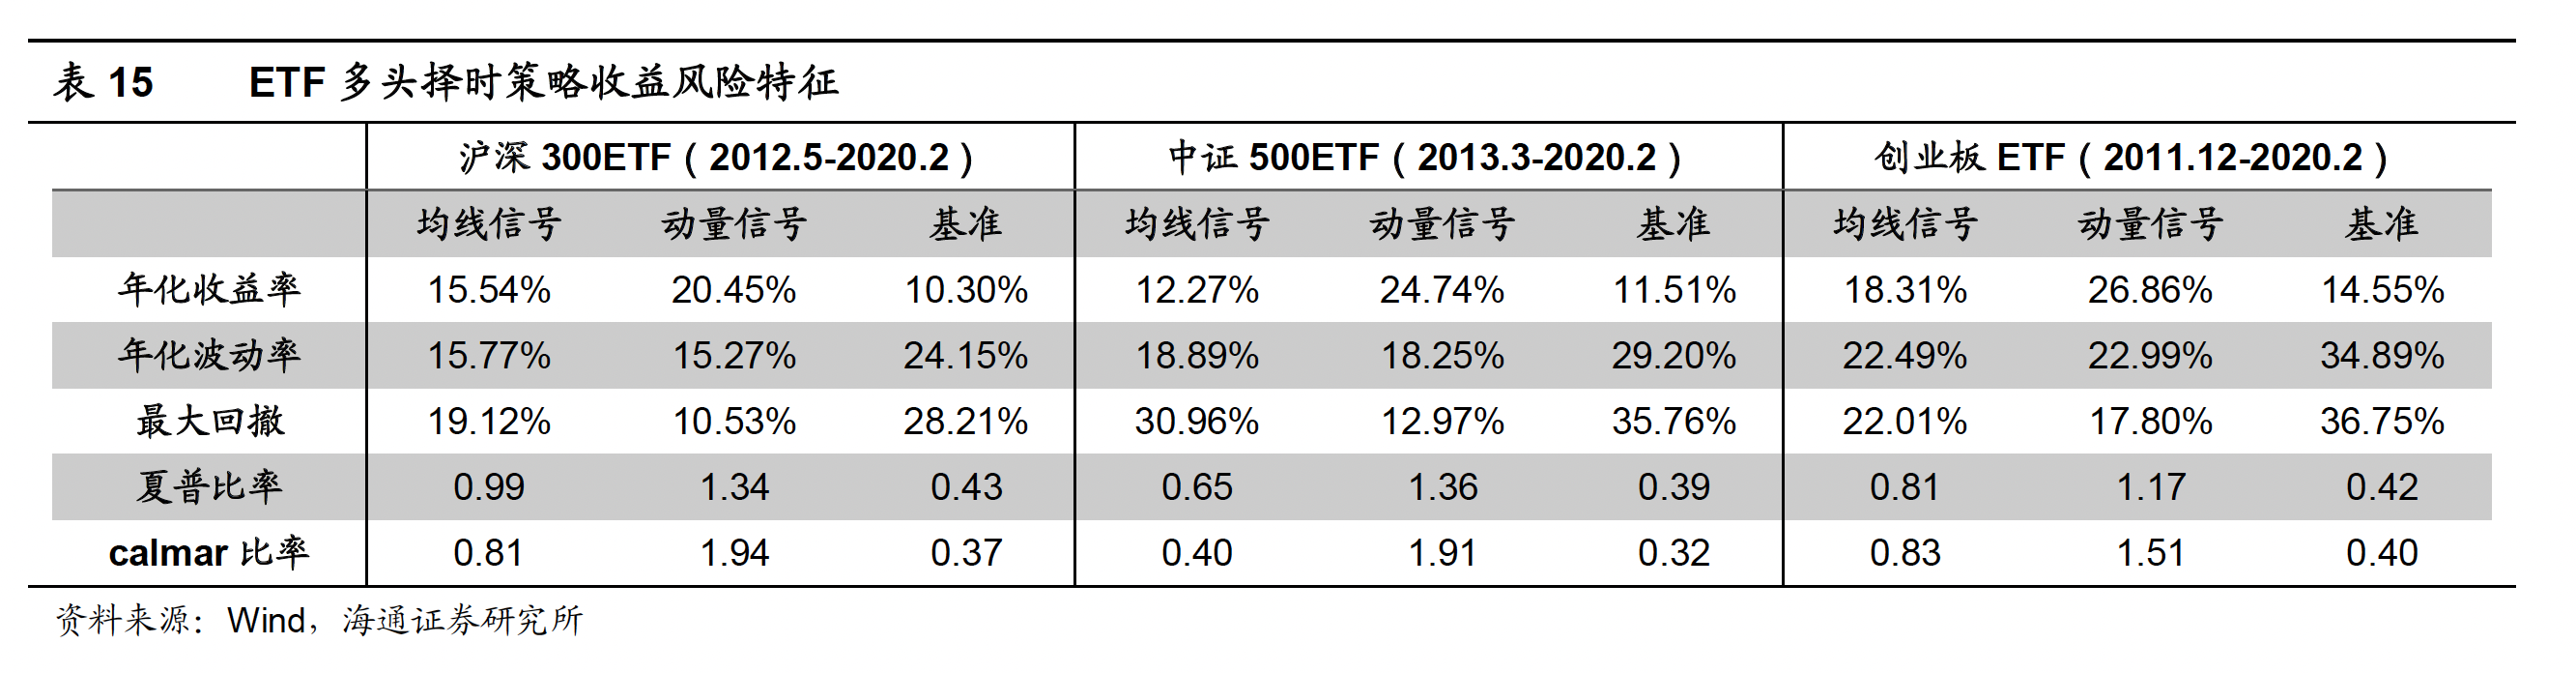 表 15 ETF 多头择时策略收益风险特征
沪深 300ETF（2012.5-2020.2） 中证 500ETF（2013.3-2020.2） 创业板 ETF（2011.12-2020.2）
均线信号 动量信号 基准 均线信号 动量信号 基准 均线信号 动量信号 基准
年化收益率 15.54% 20.45% 10.30% 12.27% 24.74% 11.51% 18.31% 26.86% 14.55%
年化波动率 15.77% 15.27% 24.15% 18.89% 18.25% 29.20% 22.49% 22.99% 34.89%
最大回撤 19.12% 10.53% 28.21% 30.96% 12.97% 35.76% 22.01% 17.80% 36.75%
夏普比率 0.99 1.34 0.43 0.65 1.36 0.39 0.81 1.17 0.42
calmar 比率 0.81 1.94 0.37 0.40 1.91 0.32 0.83 1.51 0.40
资料来源：Wind，海通证券研究所